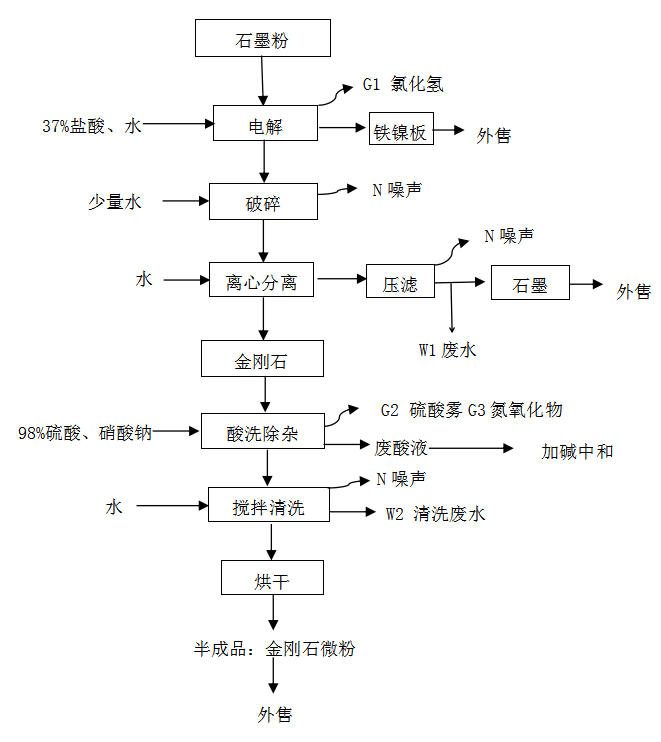 石墨粉
G1 氯化氢
37%盐酸、水
电解
铁镍板
外售
少量水
破碎
N 噪声
N 噪声
水
离心分离
压滤
石墨
外售
W1 废水
金刚石
G2 硫酸雾 G3 氮氧化物
98%硫酸、硝酸钠
酸洗除杂
废酸液
加碱中和
N 噪声
水
搅拌清洗
W2 清洗废水
烘干
半成品：金刚石微粉
外售